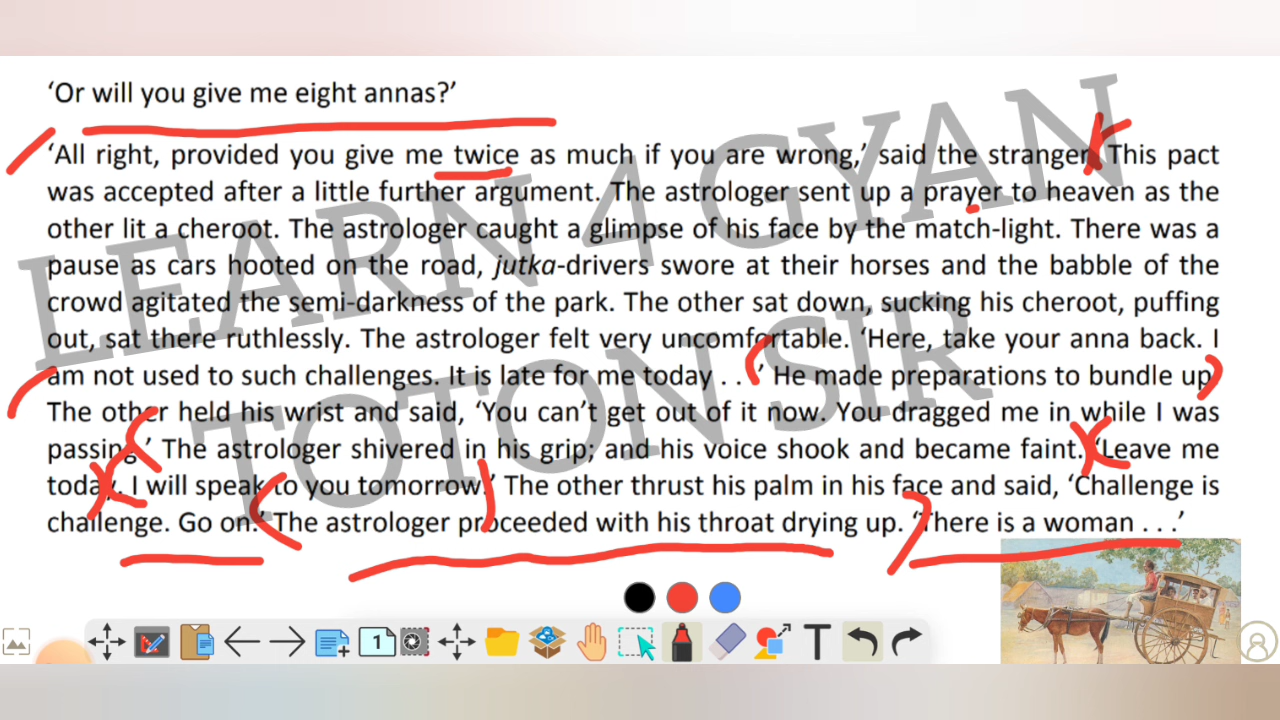 ‘Or will you give me eight annas?’
‘All right, provided you give me twice as much if you are wrong,’ said the stranger. This pact
was accepted after a little further argument. The astrologer sent up a prayer to heaven as the
other lit a cheroot. The astrologer caught a glimpse of his face by the match-light. There was a
pause as cars hooted on the road, jutka-drivers swore at their horses and the babble of the
crowd agitated the semi-darkness of the park. The other sat down, sucking his cheroot, puffing
out, sat there ruthlessly. The astrologer felt very uncomfortable. ‘Here, take your anna back. I
am not used to such challenges. It is late for me today . . .’ He made preparations to bundle up.
The other held his wrist and said, ‘You can’t get out of it now. You dragged me in while I was
passing.’ The astrologer shivered in his grip; and his voice shook and became faint. ‘Leave me
today. I will speak to you tomorrow.’ The other thrust his palm in his face and said, ‘Challenge is
challenge. Go on.’ The astrologer proceeded with his throat drying up. ‘There is a woman . . .’
LEARN 4 GYAN
TOTON SIR
1
T